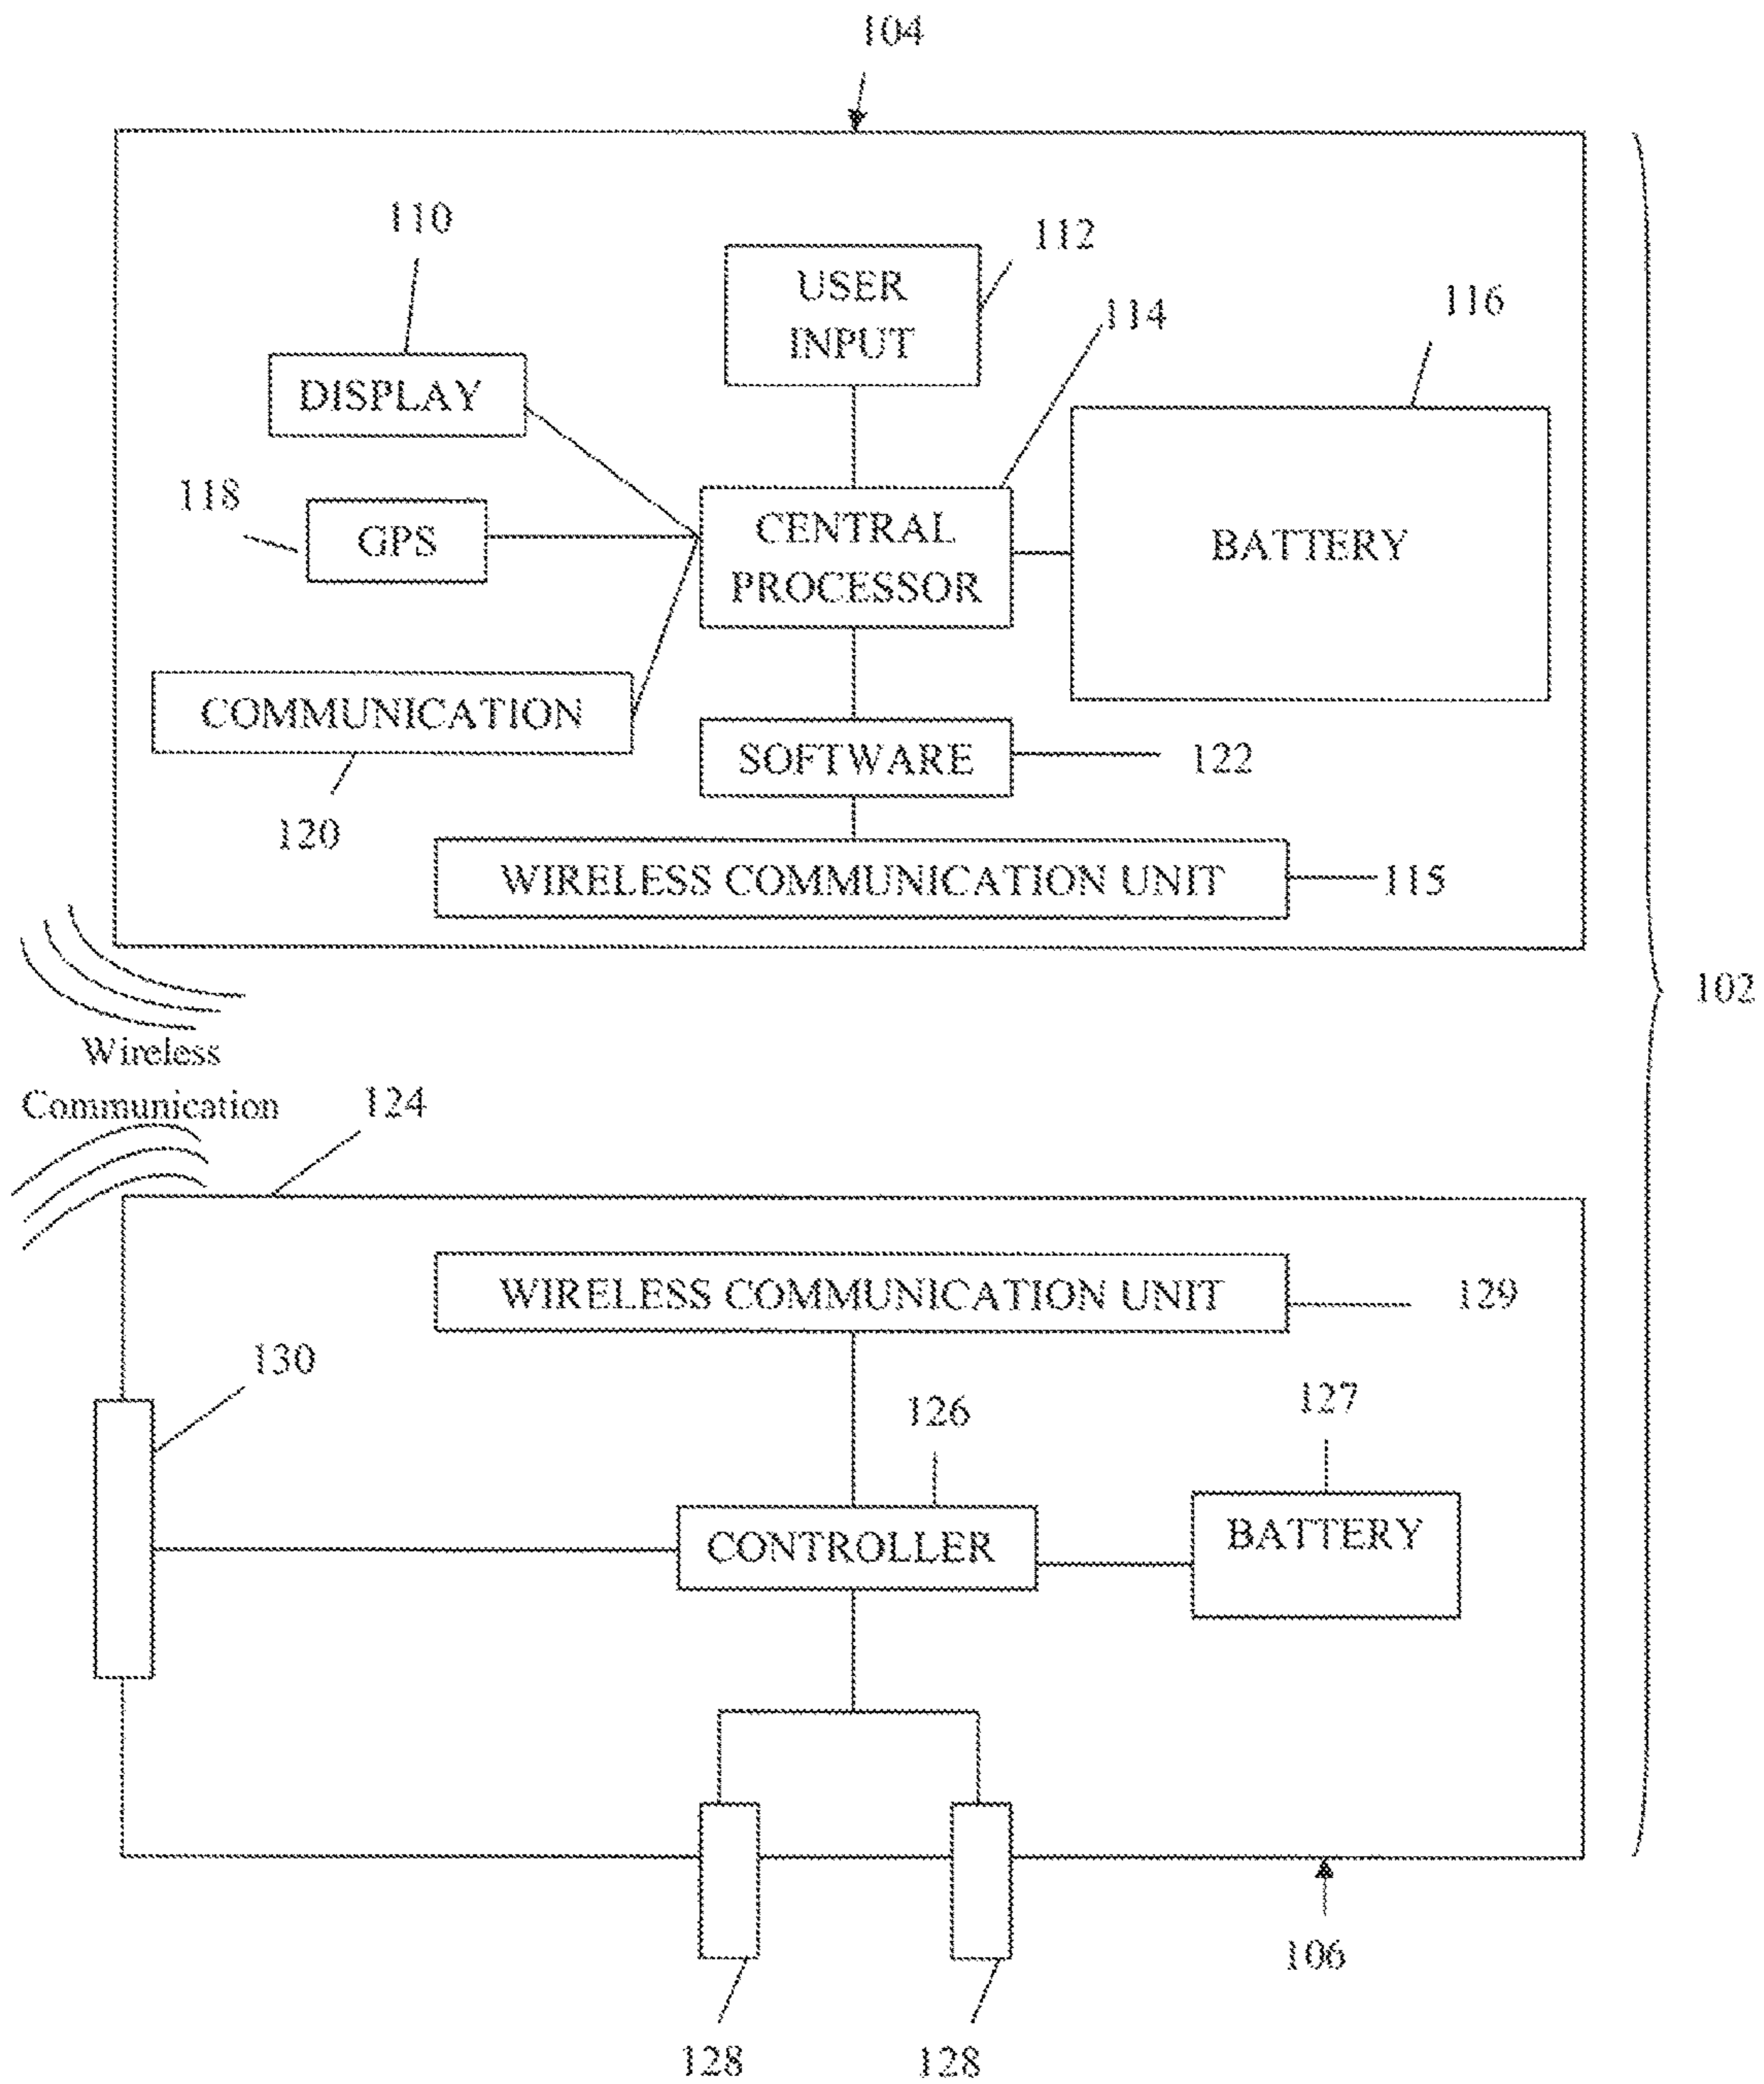 104
110
112
USER
INPUT
114
116
DISPLAY
118
GPS
CENTRAL
PROCESSOR
BATTERY
COMMUNICATION
SOFTWARE
122
120
WIRELESS COMMUNICATION UNIT
115
102
Wireless
Communication
124
WIRELESS COMMUNICATION UNIT
129
130
126
127
CONTROLLER
BATTERY
106
128
128